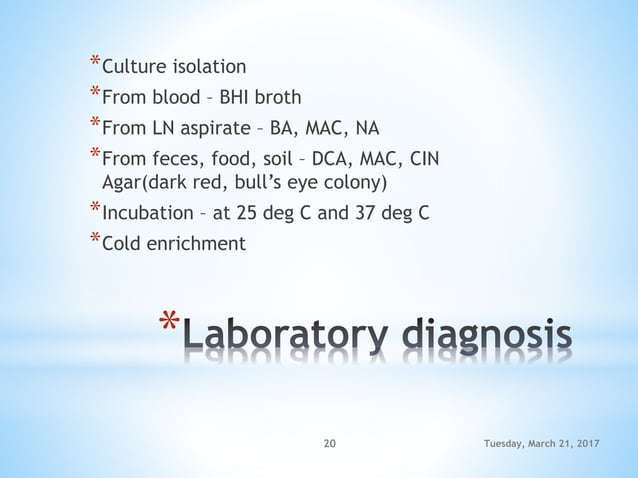 * Culture isolation
* From blood – BHI broth
* From LN aspirate – BA, MAC, NA
* From feces, food, soil – DCA, MAC, CIN
Agar(dark red, bull’s eye colony)
* Incubation – at 25 deg C and 37 deg C
* Cold enrichment
* Laboratory diagnosis
20
Tuesday, March 21, 2017